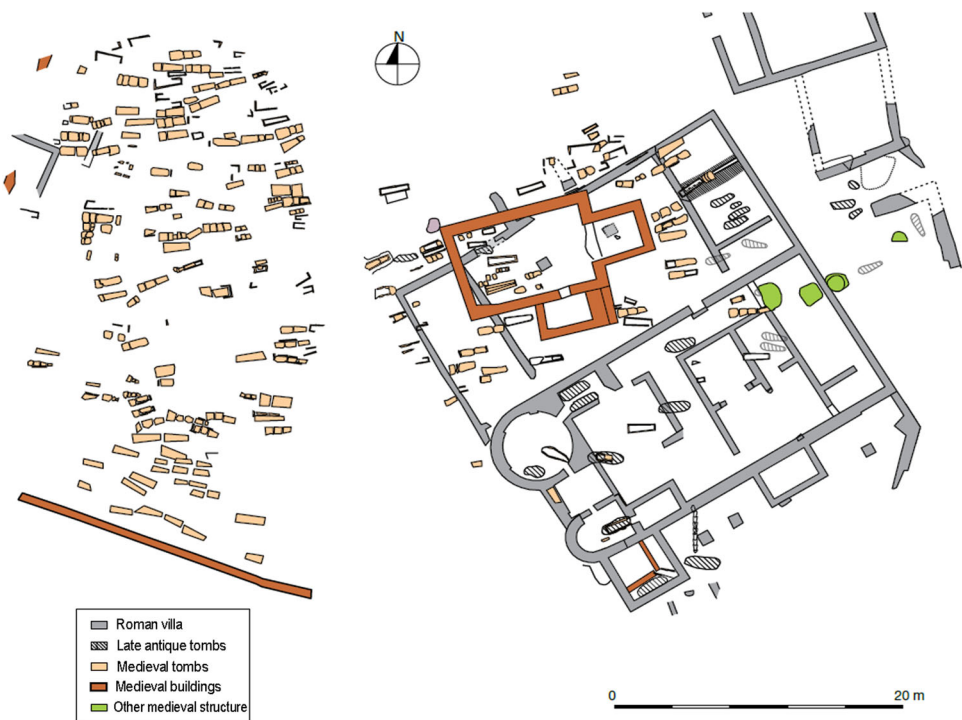 N
Roman villa
Late antique tombs
Medieval tombs
Medieval buildings
Other medieval structure
0 20 m